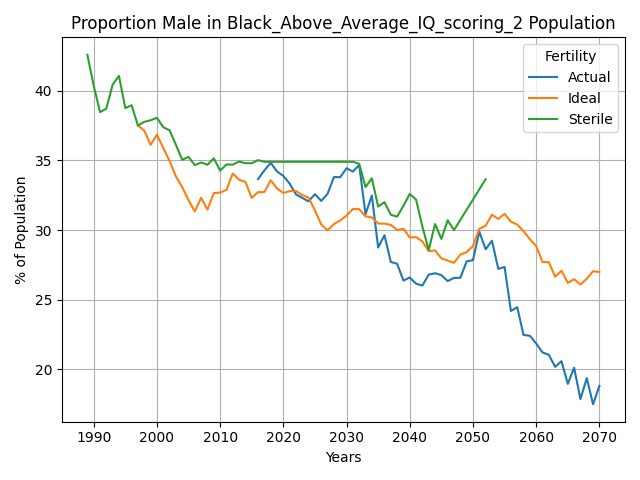 Proportion Male in Black_Above_Average_IQ_scoring_2 Population
Fertility
Actual
Ideal
Sterile
% of Population
40
35
30
25
20
1990 2000 2010 2020 2030 2040 2050 2060 2070
Years